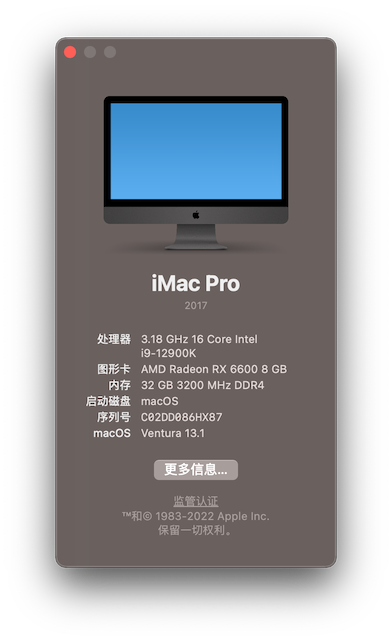 iMac Pro
2017
处理器 3.18 GHz 16 Core Intel
i9-12900K
图形卡 AMD Radeon RX 6600 8 GB
内存 32 GB 3200 MHz DDR4
启动磁盘 macOS
序列号 C02DD086HX87
macOS Ventura 13.1
更多信息...
监管认证
™和© 1983-2022 Apple Inc.
保留一切权利。